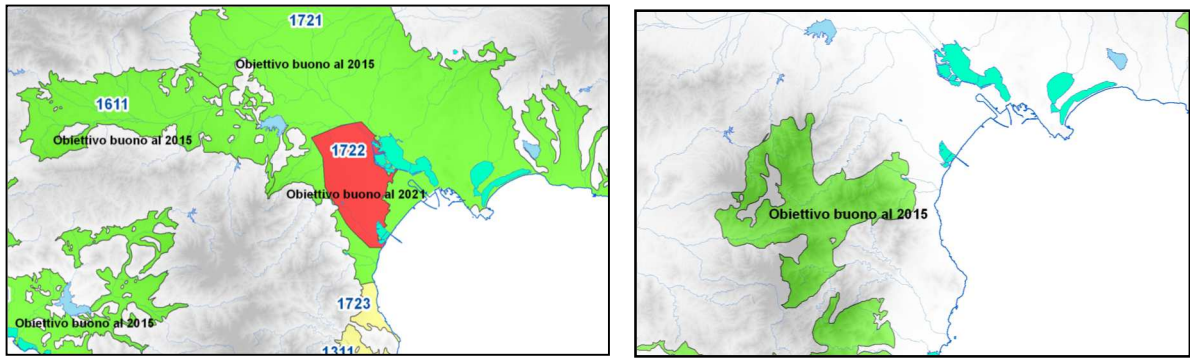 1721
Obiettivo buono al 2015
1611
Obiettivo buono al 2015
1722
Obiettivo buono al 2021
1723
Obiettivo buono al 2015
1311
Obiettivo buono al 2015